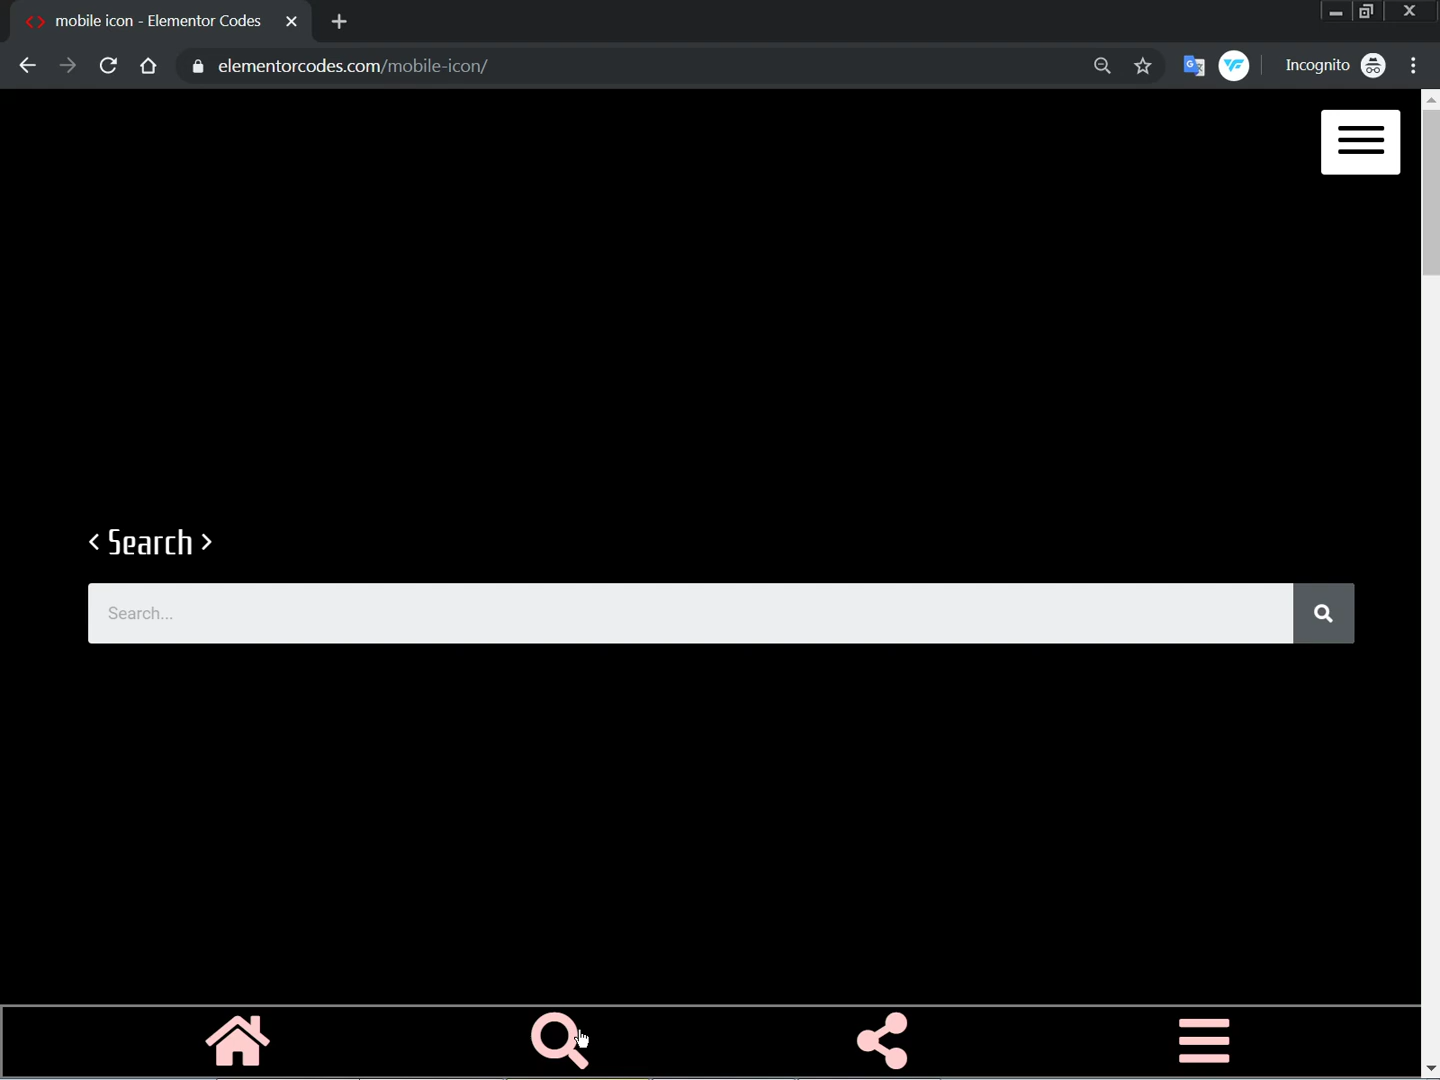 mobile icon - Elementor Codes
elementorcodes.com/mobile-icon/
Incognito
< Search >
Search...